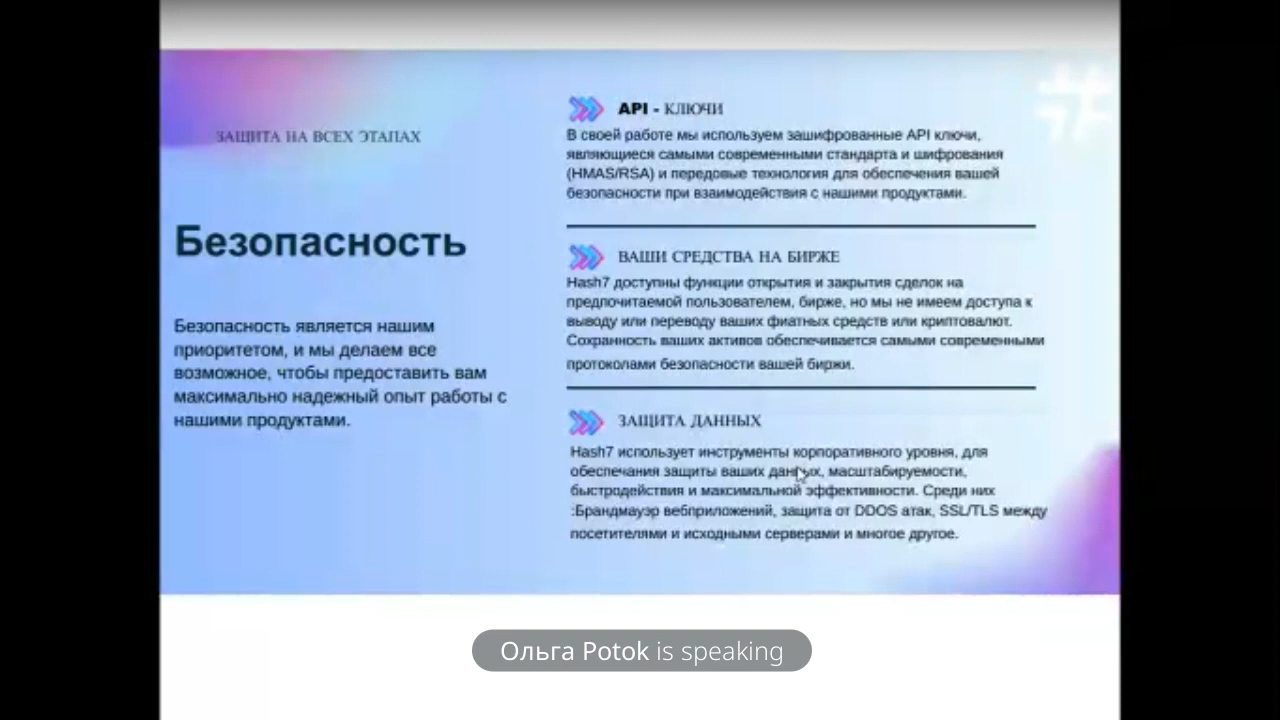 ЗАЩИТА НА ВСЕХ ЭТАПАХ
Безопасность
Безопасность является нашим
приоритетом, и мы делаем все
возможное, чтобы предоставить вам
максимально надежный опыт работы с
нашими продуктами.
API - КЛЮЧИ
В своей работе мы используем зашифрованные API ключи,
являющиеся самыми современными стандарта и шифрования
(HMAS/RSA) и передовые технология для обеспечения вашей
безопасности при взаимодействия с нашими продуктами.
ВАШИ СРЕДСТВА НА БИРЖЕ
Hash7 доступны функции открытия и закрытия сделок на
предпочитаемой пользователем, бирже, но мы не имеем доступа к
выводу или переводу ваших фиатных средств или криптовалют.
Сохранность ваших активов обеспечивается самыми современными
протоколами безопасности вашей биржи.
ЗАЩИТА ДАННЫХ
Hash7 использует инструменты корпоративного уровня, для
обеспечания защиты ваших данных, масштабируемости,
быстродействия и максимальной эффективности. Среди них
:Брандмауэр вебприложений, защита от DDOS атак, SSL/TLS между
посетителями и исходными серверами и многое другое.
Ольга Potok is speaking